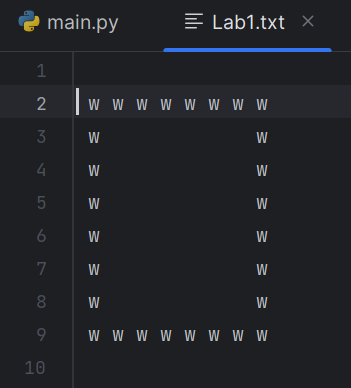 main.py Lab1.txt
1
2 W W W W W W W W
3 W             W
4 W             W
5 W             W
6 W             W
7 W             W
8 W             W
9 W W W W W W W W
10